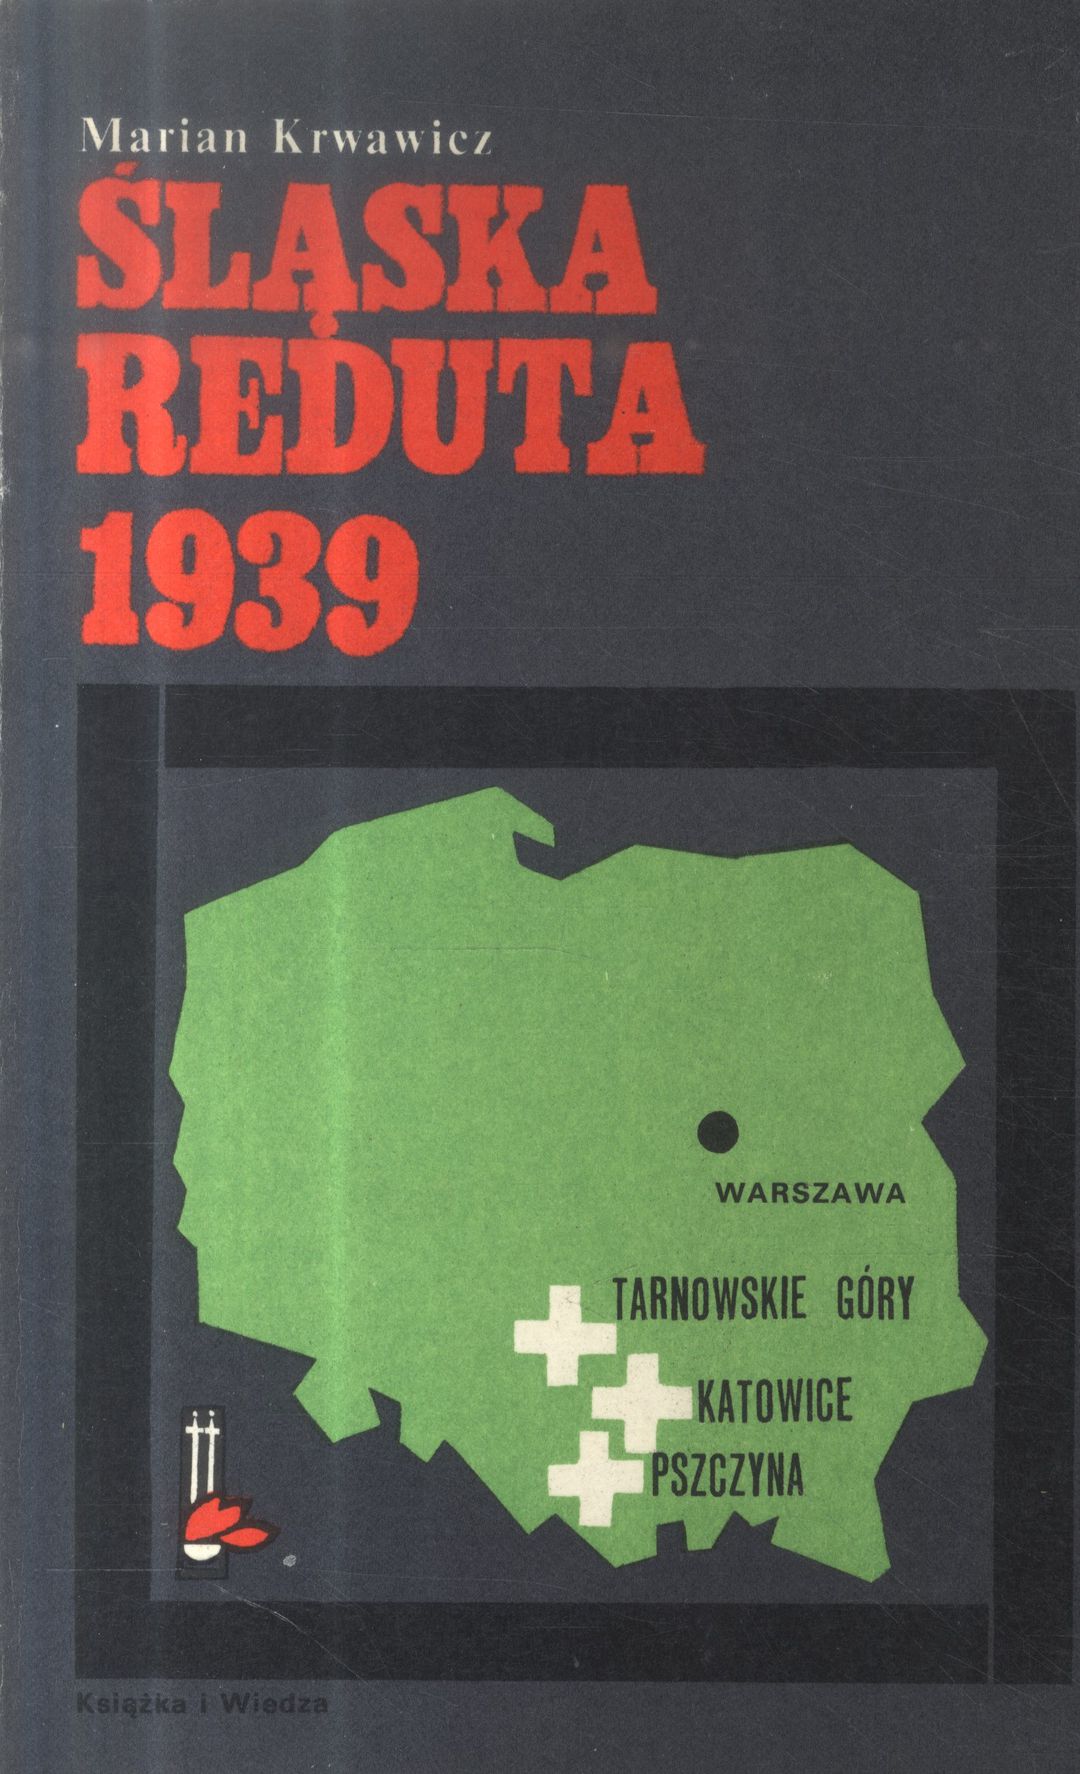 Marian Krwawicz
ŚLĄSKA
REDUTA
1939
WARSZAWA
TARNOWSKIE GÓRY
KATOWICE
PSZCZYNA
Książka i Wiedza